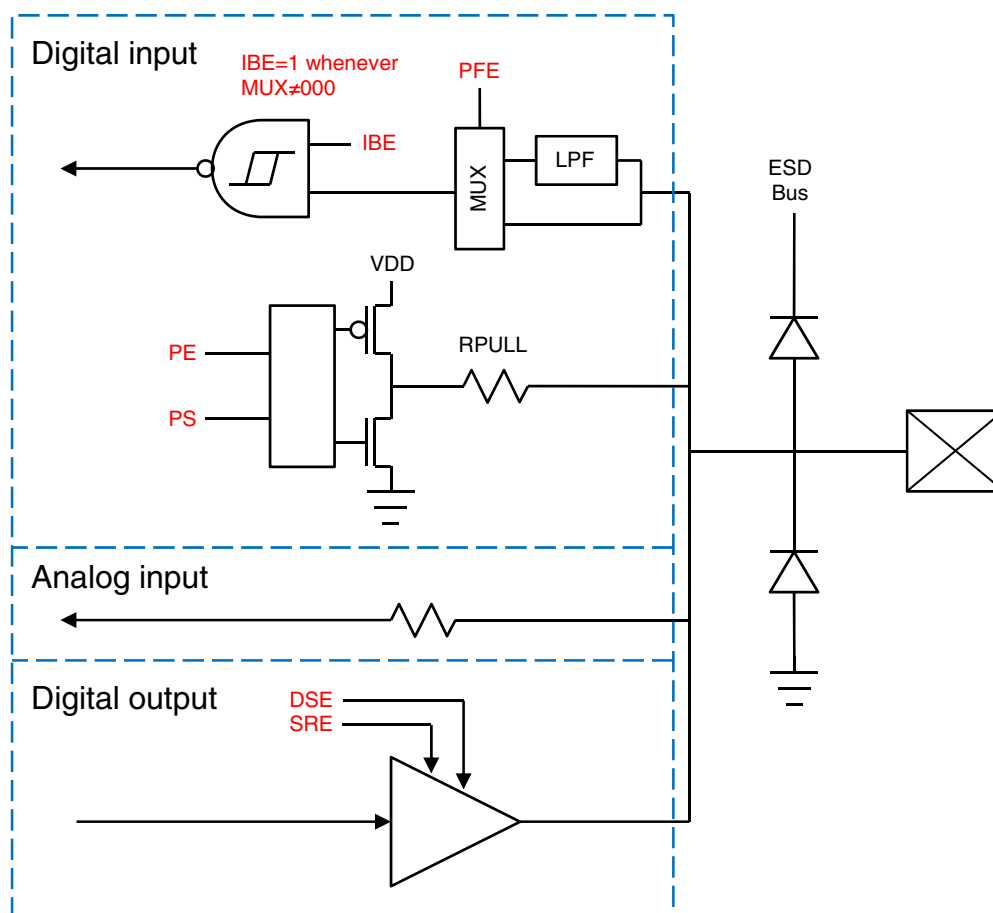 Digital input
IBE=1 whenever
MUX≠000
PFE
IBE
MUX
LPF
ESD
Bus
VDD
PE
RPULL
PS
Analog input
Digital output
DSE
SRE